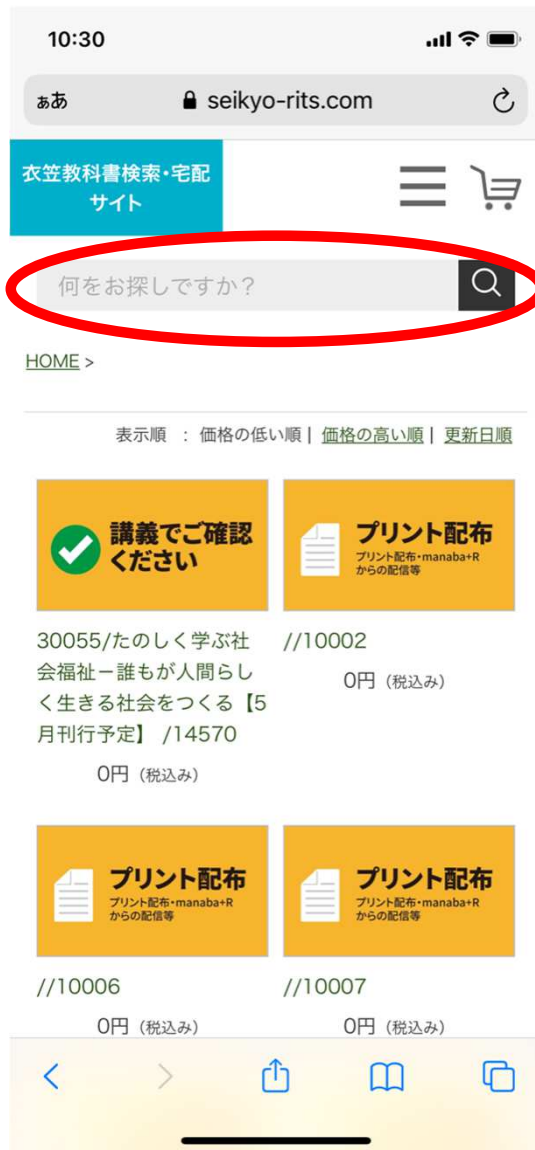 10:30
ぁあ seikyo-rits.com
衣笠教科書検索・宅配
サイト
何をお探しですか？
HOME >
表示順 ： 価格の低い順 | 価格の高い順 | 更新日順
講義でご確認
ください
30055/たのしく学ぶ社
会福祉－誰もが人間らし
く生きる社会をつくる【5
月刊行予定】 /14570
0円（税込み）
プリント配布
プリント配布・manaba+R
からの配信等
//10002
0円（税込み）
プリント配布
プリント配布・manaba+R
からの配信等
//10006
0円（税込み）
プリント配布
プリント配布・manaba+R
からの配信等
//10007
0円（税込み）